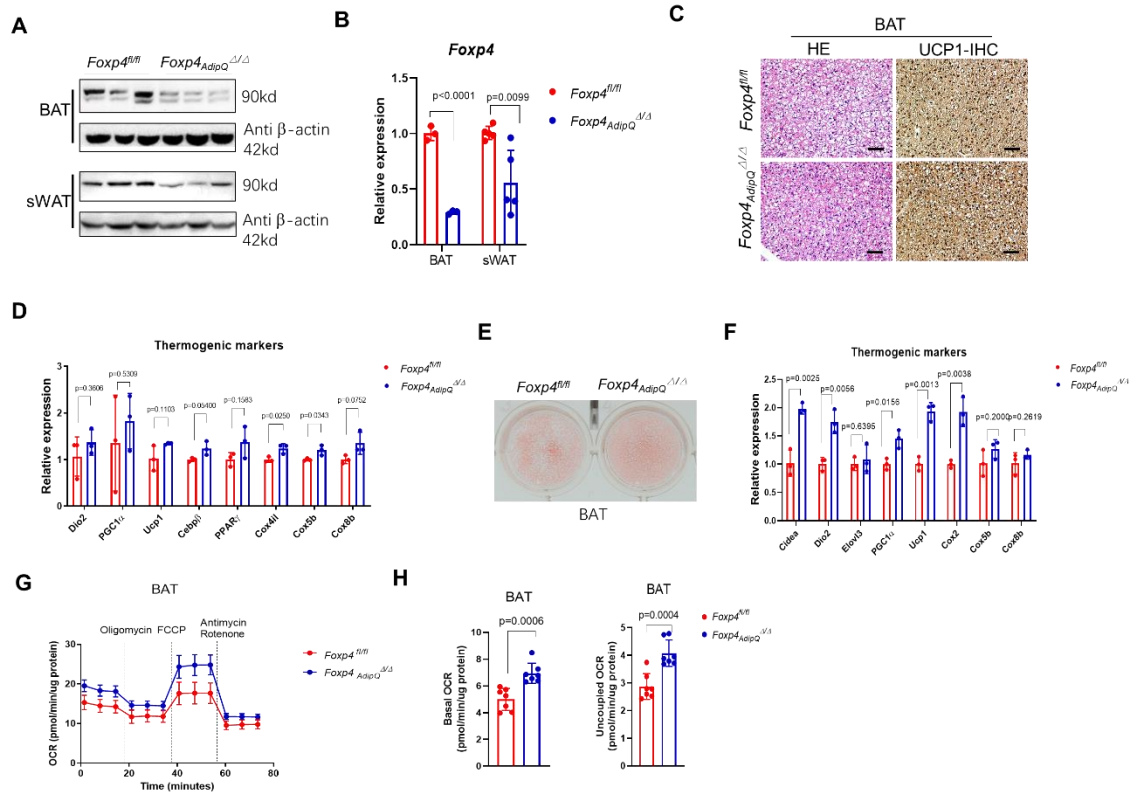 A
Foxp4fl/fl Foxp4AdipQΔ/Δ
BAT
90kd
Anti β-actin
42kd
sWAT
90kd
Anti β-actin
42kd
B
Foxp4
Relative expression
1.5
1.0
0.5
0.0
p<0.0001
p=0.0099
BAT
sWAT
Foxp4fl/fl
Foxp4AdipQΔ/Δ
C
BAT
HE
UCP1-IHC
Foxp4fl/fl
Foxp4AdipQΔ/Δ
D
Thermogenic markers
Relative expression
3
2
1
0
p=0.3606
p=0.5309
p=0.1103
p=0.05400
p=0.1583
p=0.0250
p=0.0343
p=0.0752
Dio2
PGC1α
Ucp1
Cebpβ
PPARγ
Cox4il
Cox5b
Cox8b
Foxp4fl/fl
Foxp4AdipQΔ/Δ
E
Foxp4fl/fl
Foxp4AdipQΔ/Δ
BAT
F
Thermogenic markers
Relative expression
2.5
2.0
1.5
1.0
0.5
0.0
p=0.0025
p=0.0056
p=0.6395
p=0.0156
p=0.0013
p=0.0038
p=0.2000
p=0.2619
Cidea
Dio2
Elovl3
PGC1α
Ucp1
Cox2
Cox5b
Cox8b
Foxp4fl/fl
Foxp4AdipQΔ/Δ
G
BAT
Oligomycin
FCCP
Antimycin
Rotenone
OCR (pmol/min/ug protein)
30
20
10
0
0 20 40 60 80
Time (minutes)
Foxp4 fl/fl
Foxp4 AdipQΔ/Δ
H
BAT
p=0.0006
Basal OCR
(pmol/min/ug protein)
10
8
6
4
2
0
BAT
p=0.0004
Uncoupled OCR
(pmol/min/ug protein)
5
4
3
2
1
0
Foxp4fl/fl
Foxp4AdipQΔ/Δ